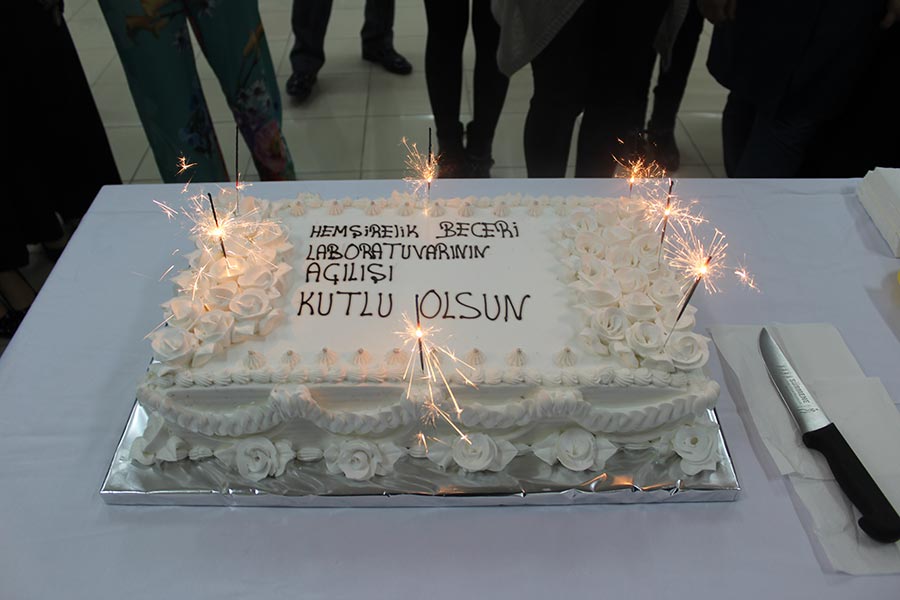 HEMŞİRELİK BECERİ
LABORATUVARININ
AÇILIŞI
KUTLU OLSUN